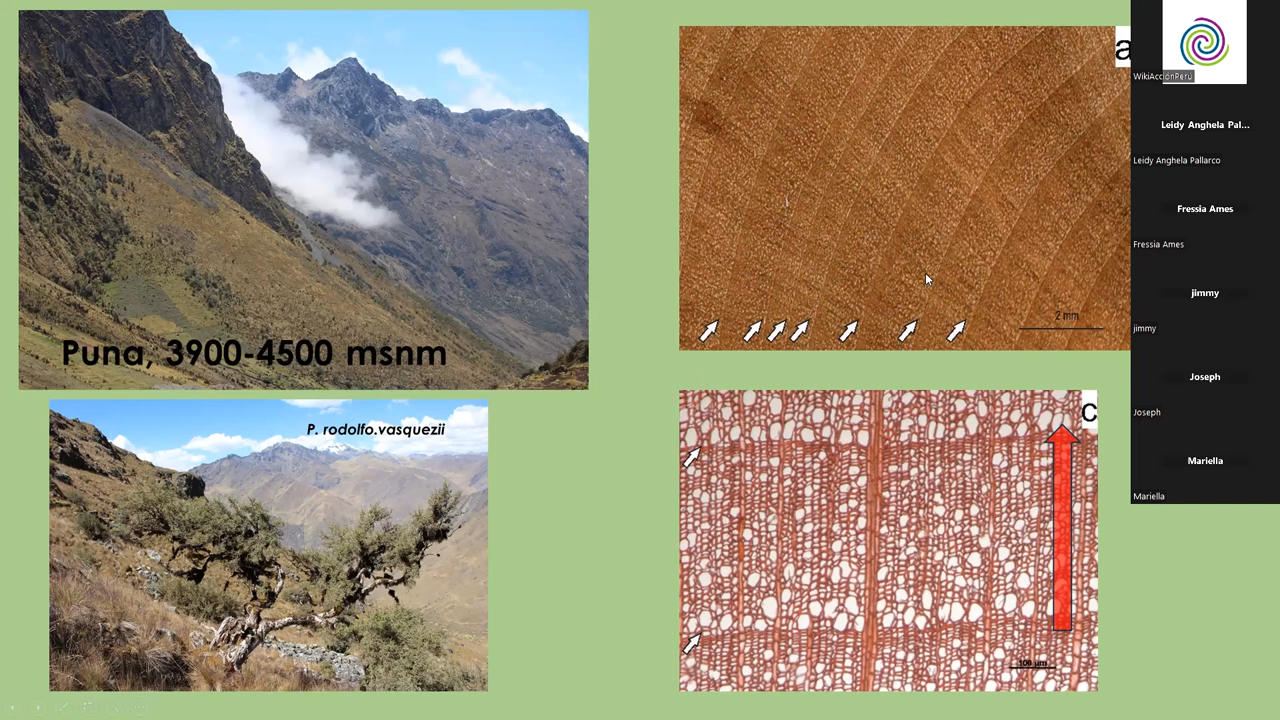 Puna, 3900-4500 msnm
P. rodolfo.vasquezii
a
2 mm
c
100 µm
WikiAcciónPerú
Leidy Anghela Pal...
Leidy Anghela Pallarco
Fressia Ames
Fressia Ames
jimmy
jimmy
Joseph
Joseph
Mariella
Mariella